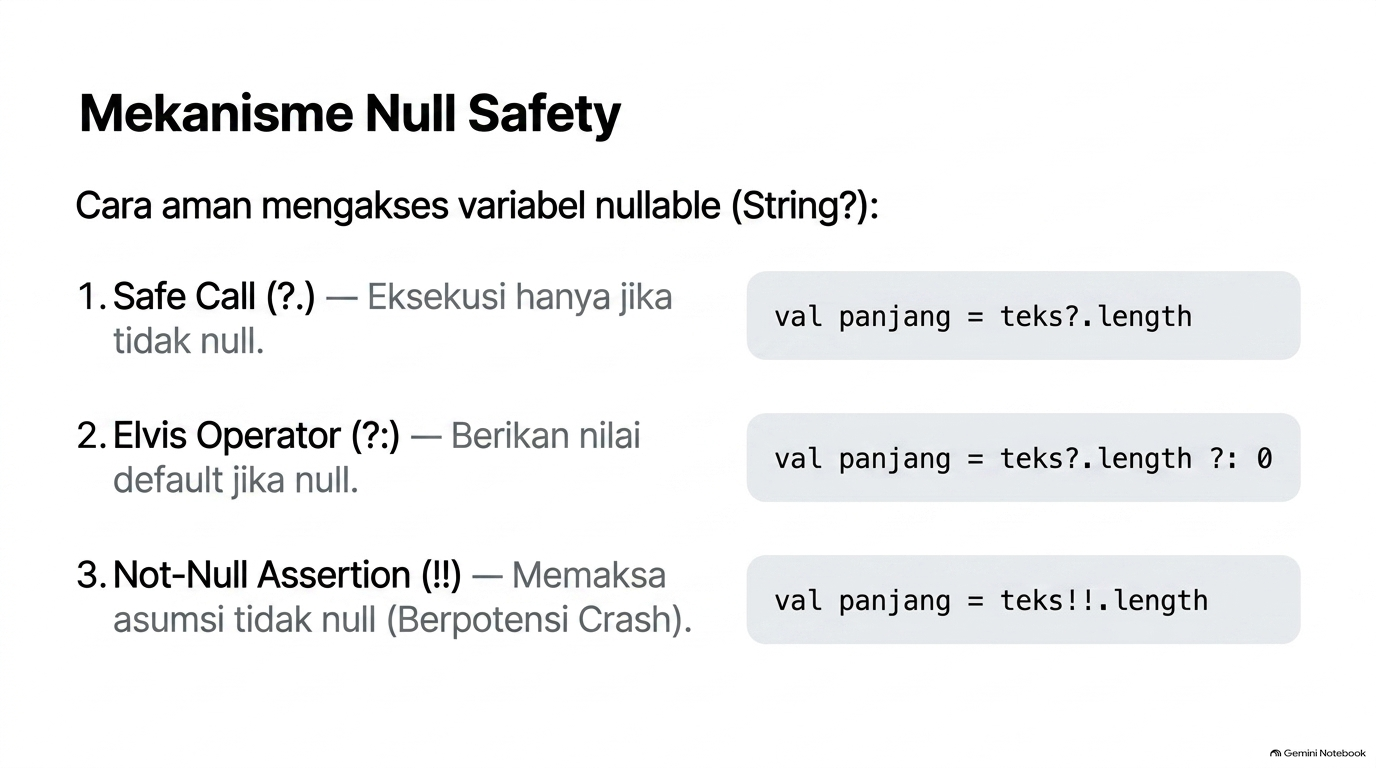 Mekanisme Null Safety
Cara aman mengakses variabel nullable (String?):
1. Safe Call (?.) — Eksekusi hanya jika
tidak null.
val panjang = teks?.length
2. Elvis Operator (?:) — Berikan nilai
default jika null.
val panjang = teks?.length ?: 0
3. Not-Null Assertion (!!) — Memaksa
asumsi tidak null (Berpotensi Crash).
val panjang = teks!!.length
Gemini Notebook